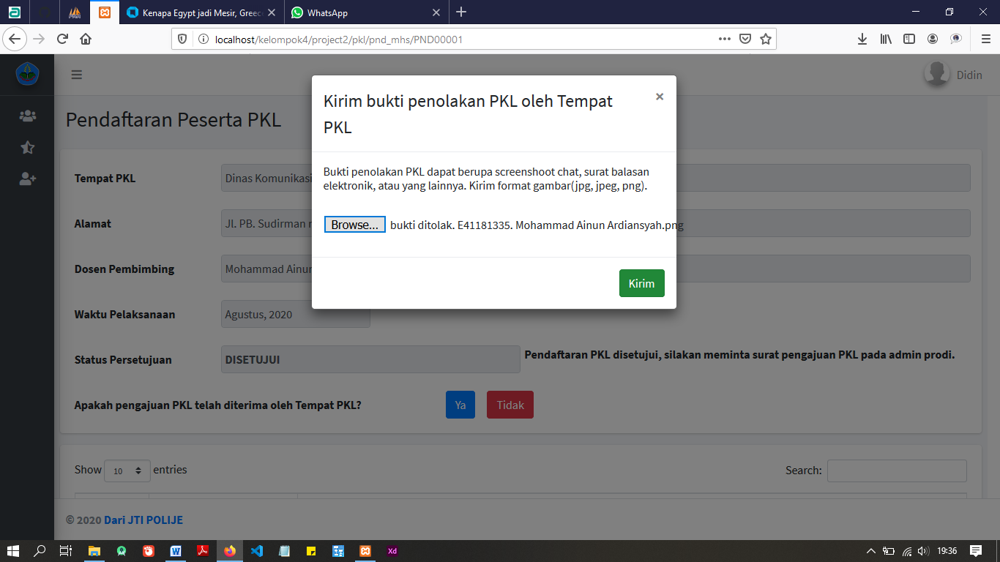 Kenapa Egypt jadi Mesir, Greec
WhatsApp
localhost/kelompok4/project2/pkl/pnd_mhs/PND00001
Didin
Pendaftaran Peserta PKL
Kirim bukti penolakan PKL oleh Tempat
PKL
Bukti penolakan PKL dapat berupa screenshoot chat, surat balasan
elektronik, atau yang lainnya. Kirim format gambar(jpg, jpeg, png).
Browse... bukti ditolak. E41181335. Mohammad Ainun Ardiansyah.png
Kirim
Tempat PKL Dinas Komunikasi
Alamat Jl. PB. Sudirman
Dosen Pembimbing Mohammad Ainun
Waktu Pelaksanaan Agustus, 2020
Status Persetujuan DISETUJUI Pendaftaran PKL disetujui, silakan meminta surat pengajuan PKL pada admin prodi.
Apakah pengajuan PKL telah diterima oleh Tempat PKL? Ya Tidak
Show 10 entries Search:
© 2020 Dari JTI POLIJE
Xd
19:36